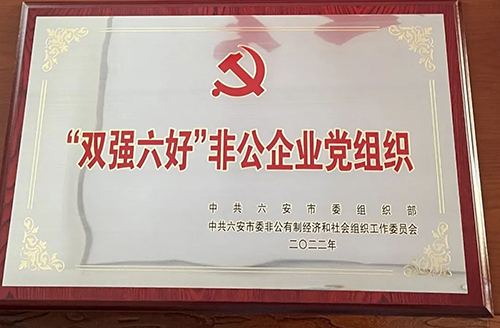 “双强六好”非公企业党组织
中共六安市委组织部
中共六安市委非公有制经济和社会组织工作委员会
二〇二二年